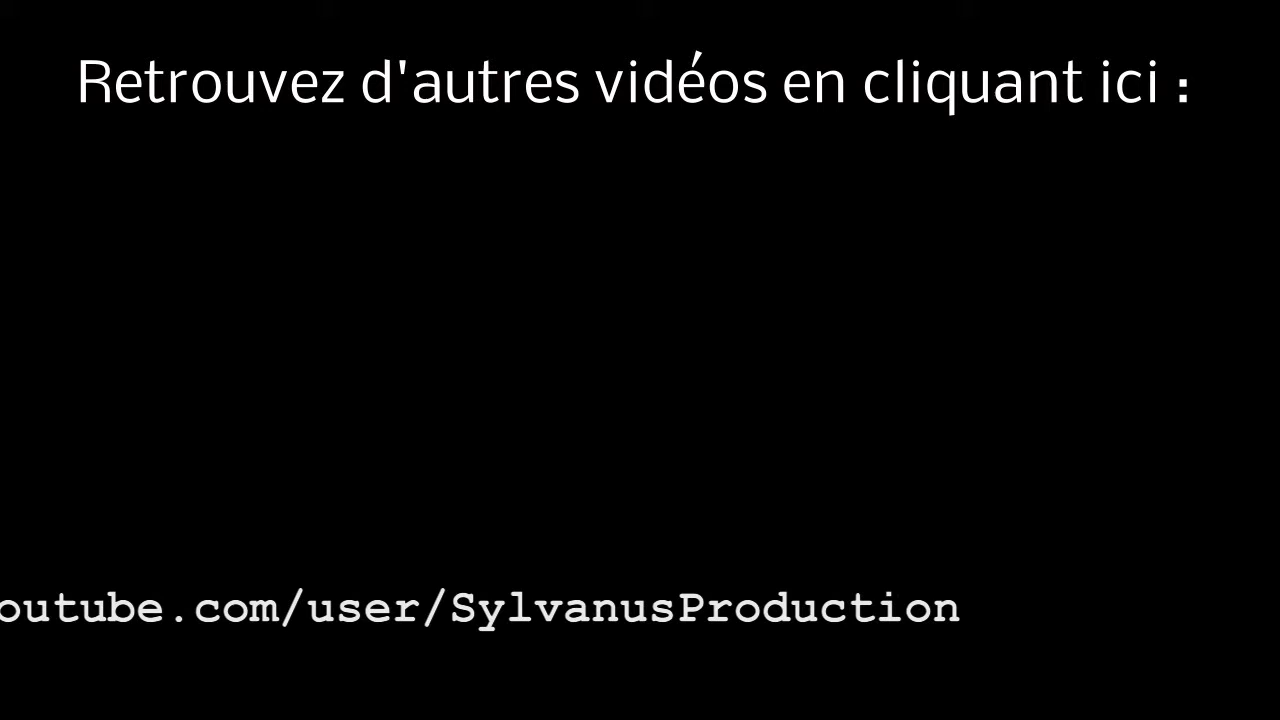 Retrouvez d'autres vidéos en cliquant ici :
outube.com/user/SylvanusProduction